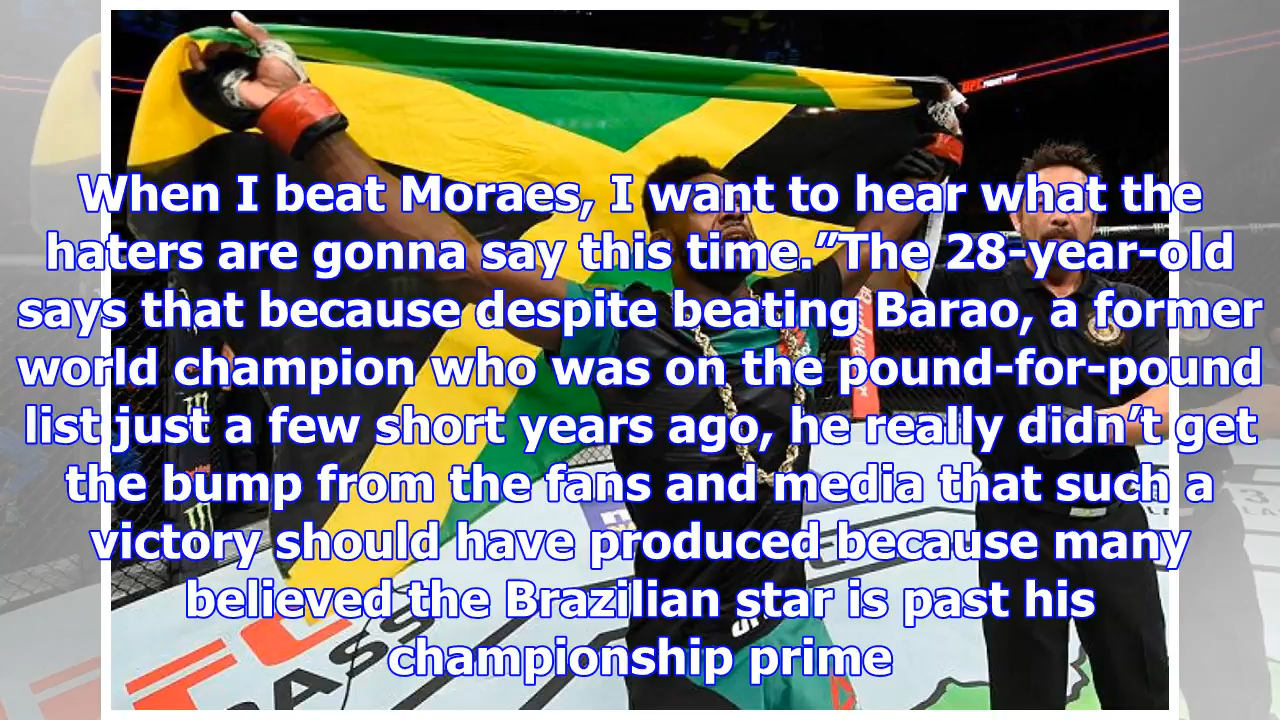 When I beat Moraes, I want to hear what the
haters are gonna say this time.”The 28-year-old
says that because despite beating Barao, a former
world champion who was on the pound-for-pound
list just a few short years ago, he really didn’t get
the bump from the fans and media that such a
victory should have produced because many
believed the Brazilian star is past his
championship prime